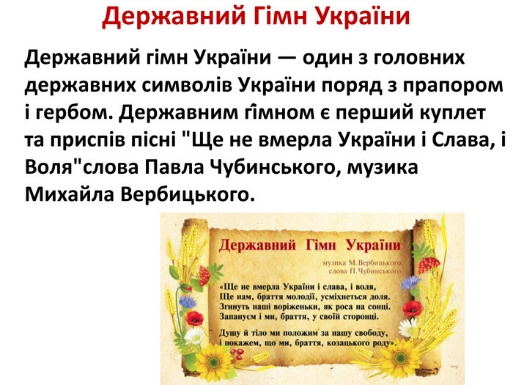 Державний Гімн України
Державний гімн України — один з головних
державних символів України поряд з прапором
і гербом. Державним гімном є перший куплет
та приспів пісні "Ще не вмерла України і Слава, і
Воля"слова Павла Чубинського, музика
Михайла Вербицького.
Державний Гімн України
музика М.Вербицького
слова П.Чубинського
«Ще не вмерла України і слава, і воля,
Ще нам, браття молодії, усміхнеться доля.
Згинуть наші воріженьки, як роса на сонці.
Запануєм і ми, браття, у своїй сторонці.
Душу й тіло ми положим за нашу свободу,
і покажем, що ми, браття, козацького роду».